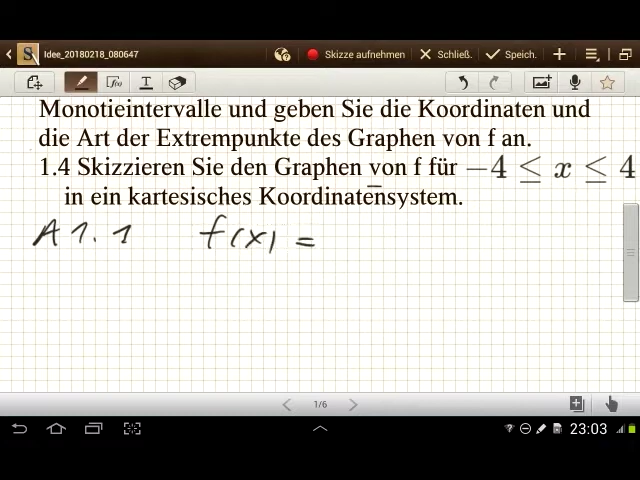 Idee_20180218_080647
Skizze aufnehmen
Schließ.
Speich.
f(x)
T
Monotieintervalle und geben Sie die Koordinaten und
die Art der Extrempunkte des Graphen von f an.
1.4 Skizzieren Sie den Graphen von f für −4 ≤ x ≤ 4
in ein kartesisches Koordinatensystem.
A 1.1 f(x) =
1/6
23:03